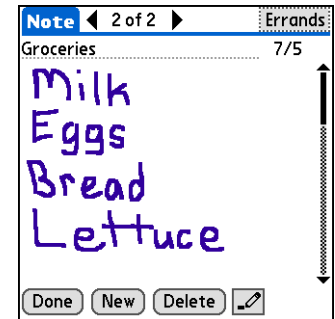 Note 2 of 2 Errands
Groceries 7/5
Milk
Eggs
Bread
Lettuce
Done New Delete